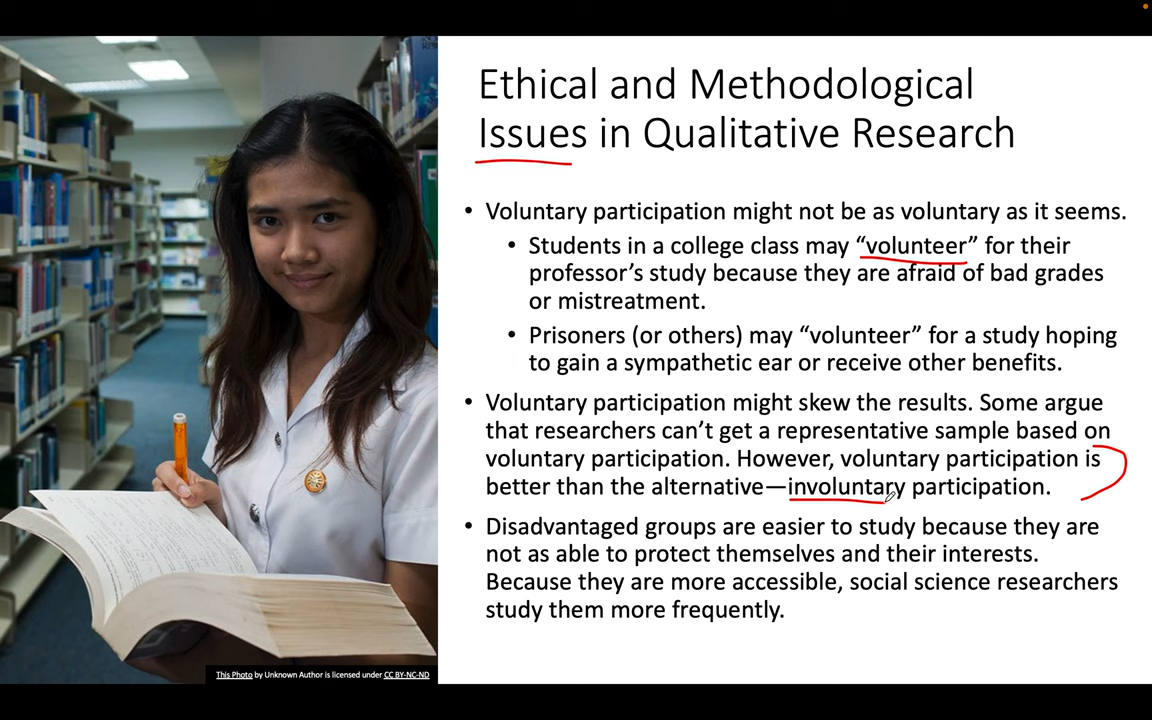 Ethical and Methodological
Issues in Qualitative Research
• Voluntary participation might not be as voluntary as it seems.
• Students in a college class may “volunteer” for their
professor’s study because they are afraid of bad grades
or mistreatment.
• Prisoners (or others) may “volunteer” for a study hoping
to gain a sympathetic ear or receive other benefits.
• Voluntary participation might skew the results. Some argue
that researchers can’t get a representative sample based on
voluntary participation. However, voluntary participation is
better than the alternative—involuntary participation.
• Disadvantaged groups are easier to study because they are
not as able to protect themselves and their interests.
Because they are more accessible, social science researchers
study them more frequently.
This Photo by Unknown Author is licensed under CC BY-NC-ND